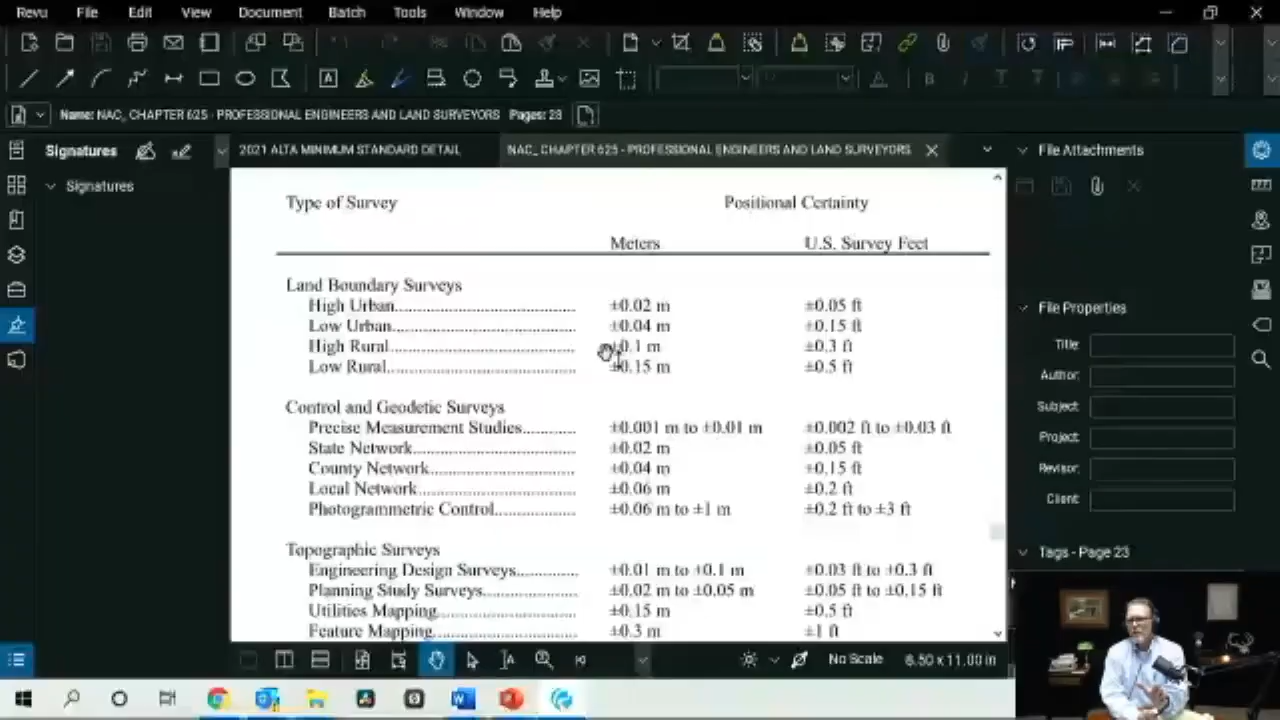 Revu File Edit View Document Batch Tools Window Help
Name: NAC_ CHAPTER 625 - PROFESSIONAL ENGINEERS AND LAND SURVEYORS Pages: 23
Signatures
2021 ALTA MINIMUM STANDARD DETAIL
NAC_ CHAPTER 625 - PROFESSIONAL ENGINEERS AND LAND SURVEYORS
File Attachments
Signatures
Type of Survey Positional Certainty
Meters U.S. Survey Feet
Land Boundary Surveys
High Urban.......................................... ±0.02 m ±0.05 ft
Low Urban........................................... ±0.04 m ±0.15 ft
High Rural........................................... ±0.1 m ±0.3 ft
Low Rural............................................ ±0.15 m ±0.5 ft
Control and Geodetic Surveys
Precise Measurement Studies............ ±0.001 m to ±0.01 m ±0.002 ft to ±0.03 ft
State Network..................................... ±0.02 m ±0.05 ft
County Network................................. ±0.04 m ±0.15 ft
Local Network.................................... ±0.06 m ±0.2 ft
Photogrammetric Control................... ±0.06 m to ±1 m ±0.2 ft to ±3 ft
Topographic Surveys
Engineering Design Surveys.............. ±0.01 m to ±0.1 m ±0.03 ft to ±0.3 ft
Planning Study Surveys..................... ±0.02 m to ±0.05 m ±0.05 ft to ±0.15 ft
Utilities Mapping................................ ±0.15 m ±0.5 ft
Feature Mapping................................ ±0.3 m ±1 ft
File Properties
Title:
Author:
Subject:
Project:
Revisor:
Client:
Tags - Page 23
No Scale 8.50 x 11.00 in